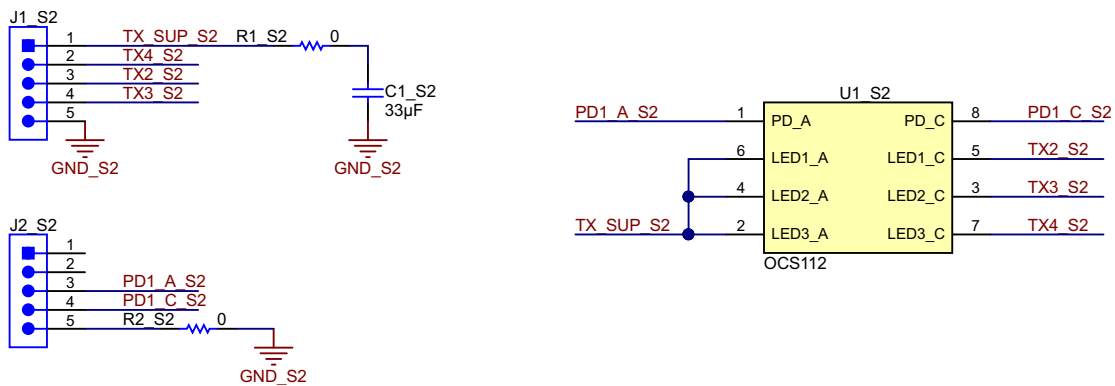 J1_S2
1 TX_SUP_S2 R1_S2 0
2 TX4_S2
3 TX2_S2
4 TX3_S2
5
C1_S2
33µF
GND_S2 GND_S2
J2_S2
1
2
3 PD1_A_S2
4 PD1_C_S2
5 R2_S2 0
GND_S2
U1_S2
PD1_A_S2 1 PD_A PD_C 8 PD1_C_S2
6 LED1_A LED1_C 5 TX2_S2
4 LED2_A LED2_C 3 TX3_S2
TX_SUP_S2 2 LED3_A LED3_C 7 TX4_S2
OCS112